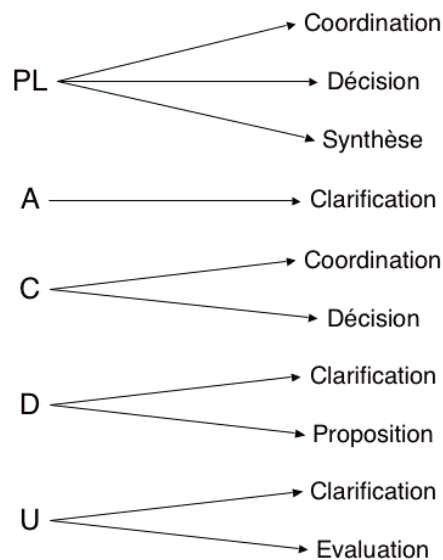 Coordination
PL
Décision
Synthèse
A
Clarification
Coordination
C
Décision
Clarification
D
Proposition
Clarification
U
Evaluation